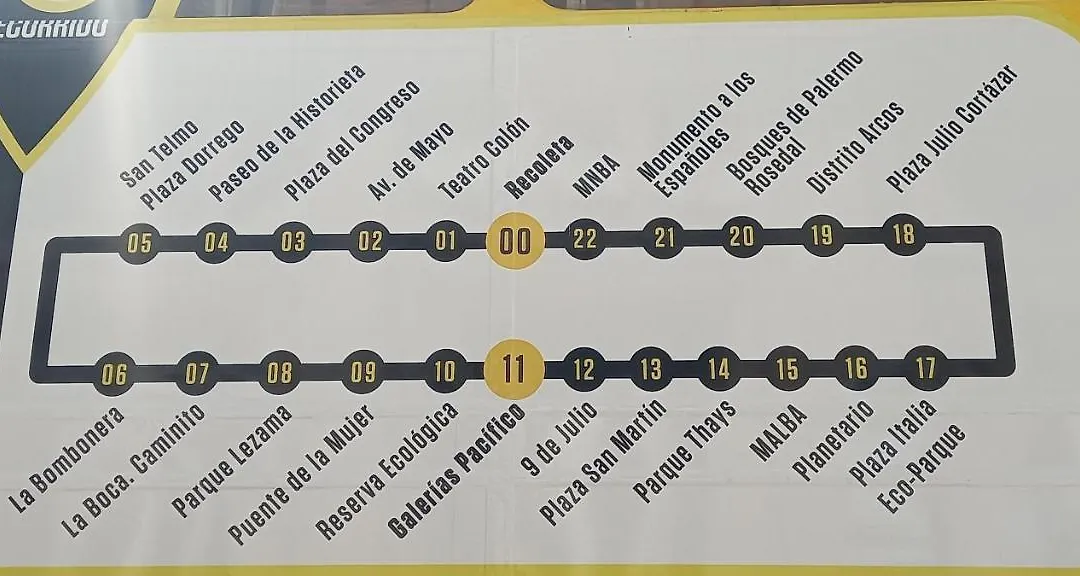 San Telmo
Plaza Dorrego
Paseo de la Historieta
Plaza del Congreso
Av. de Mayo
Teatro Colón
Recoleta
MNBA
Monumento a los
Españoles
Bosques de Palermo
Rosedal
Distrito Arcos
Plaza Julio Cortázar
05 04 03 02 01 00 22 21 20 19 18
06 07 08 09 10 11 12 13 14 15 16 17
La Bombonera
La Boca. Caminito
Parque Lezama
Puente de la Mujer
Reserva Ecológica
Galerías Pacífico
9 de Julio
Plaza San Martín
Parque Thays
MALBA
Planetario
Plaza Italia
Eco-Parque